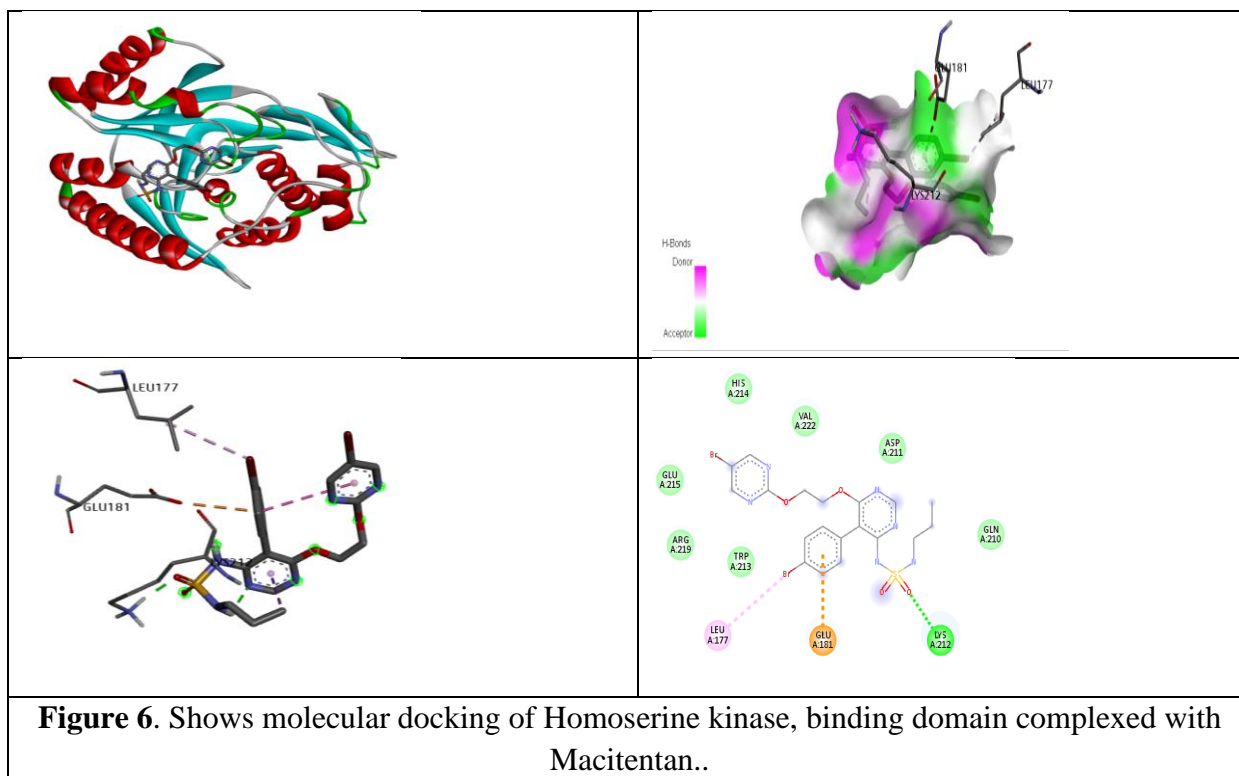 GLU181
LEU177
LYS212
H-Bonds
Donor
Acceptor
LEU177
GLU181
HIS
A:214
VAL
A:222
ASP
A:211
Br
N
N
GLU
A:215
O
O
N
N
GLN
A:210
ARG
A:219
TRP
A:213
Br
N
N
S
O
O
LEU
A:177
GLU
A:181
LYS
A:212
Figure 6. Shows molecular docking of Homoserine kinase, binding domain complexed with
Macitentan..